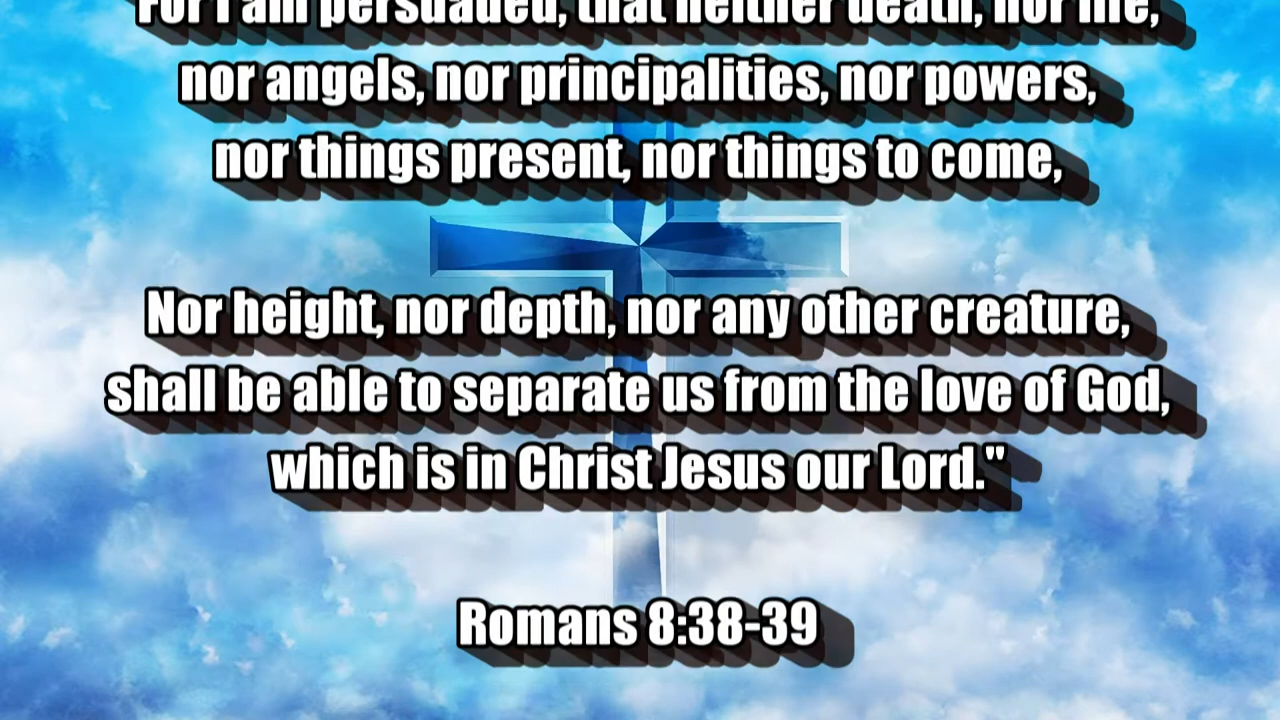 For I am persuaded, that neither death, nor life,
nor angels, nor principalities, nor powers,
nor things present, nor things to come,
Nor height, nor depth, nor any other creature,
shall be able to separate us from the love of God,
which is in Christ Jesus our Lord."
Romans 8:38-39